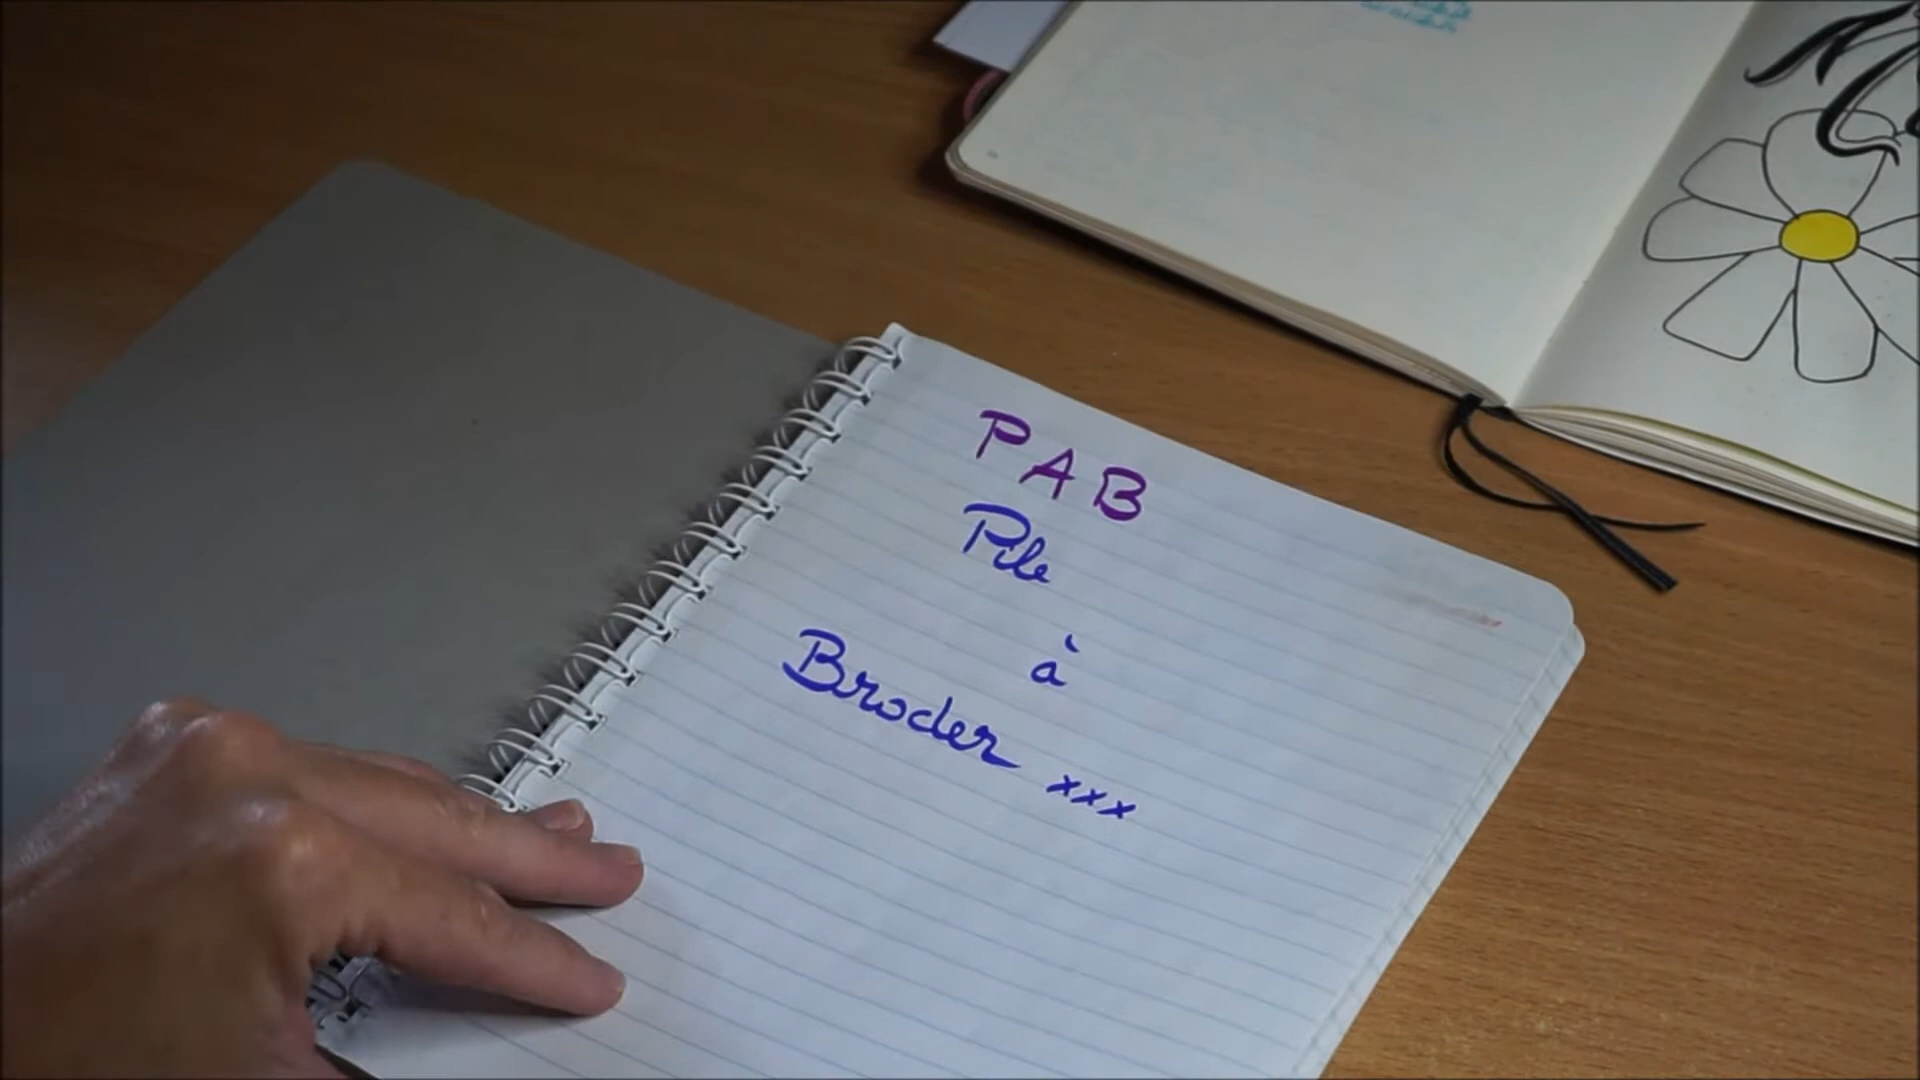 PAB
Pile
à
Broder xxx